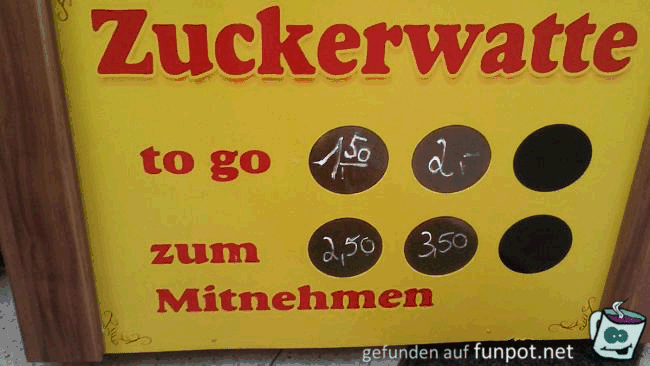 Zuckerwatte
to go 1,50 2,-
zum 2,50 3,50
Mitnehmen
gefunden auf funpot.net